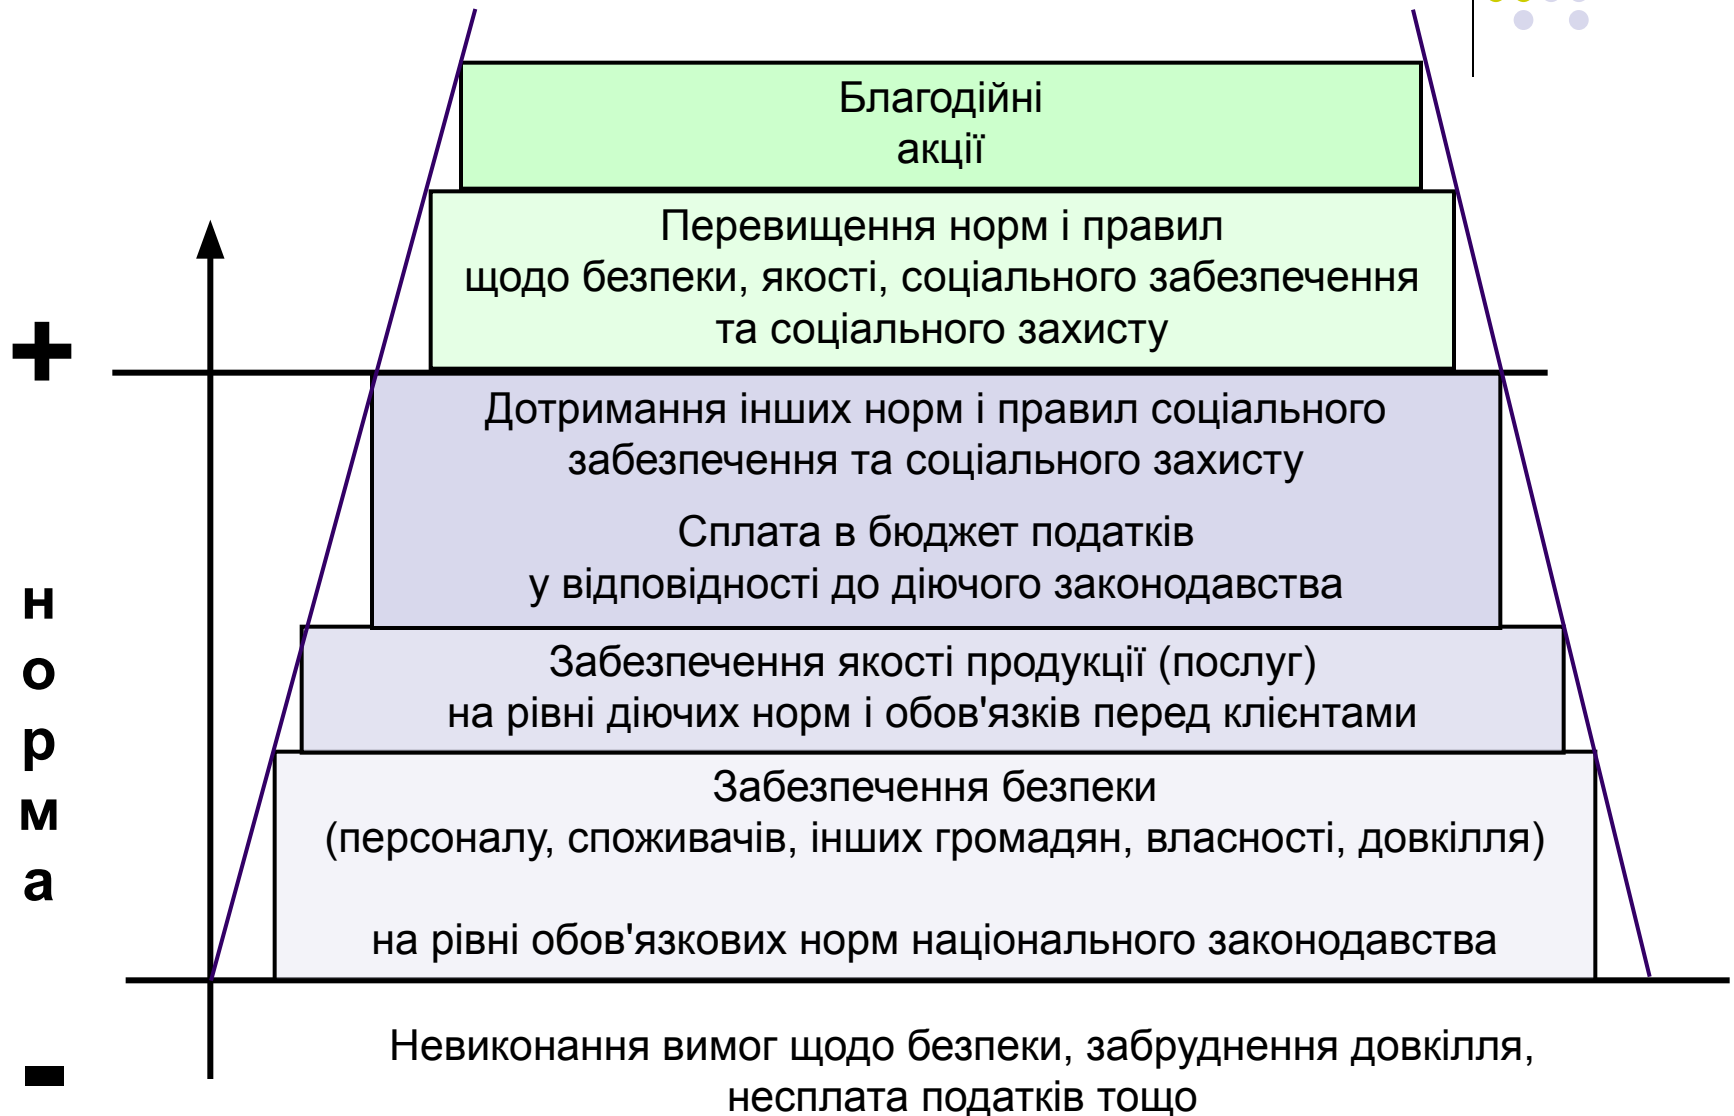 Благодійні
акції
Перевищення норм і правил
щодо безпеки, якості, соціального забезпечення
та соціального захисту
+
Дотримання інших норм і правил соціального
забезпечення та соціального захисту
Сплата в бюджет податків
у відповідності до діючого законодавства
норма
Забезпечення якості продукції (послуг)
на рівні діючих норм і обов'язків перед клієнтами
Забезпечення безпеки
(персоналу, споживачів, інших громадян, власності, довкілля)
на рівні обов'язкових норм національного законодавства
-
Невиконання вимог щодо безпеки, забруднення довкілля,
несплата податків тощо